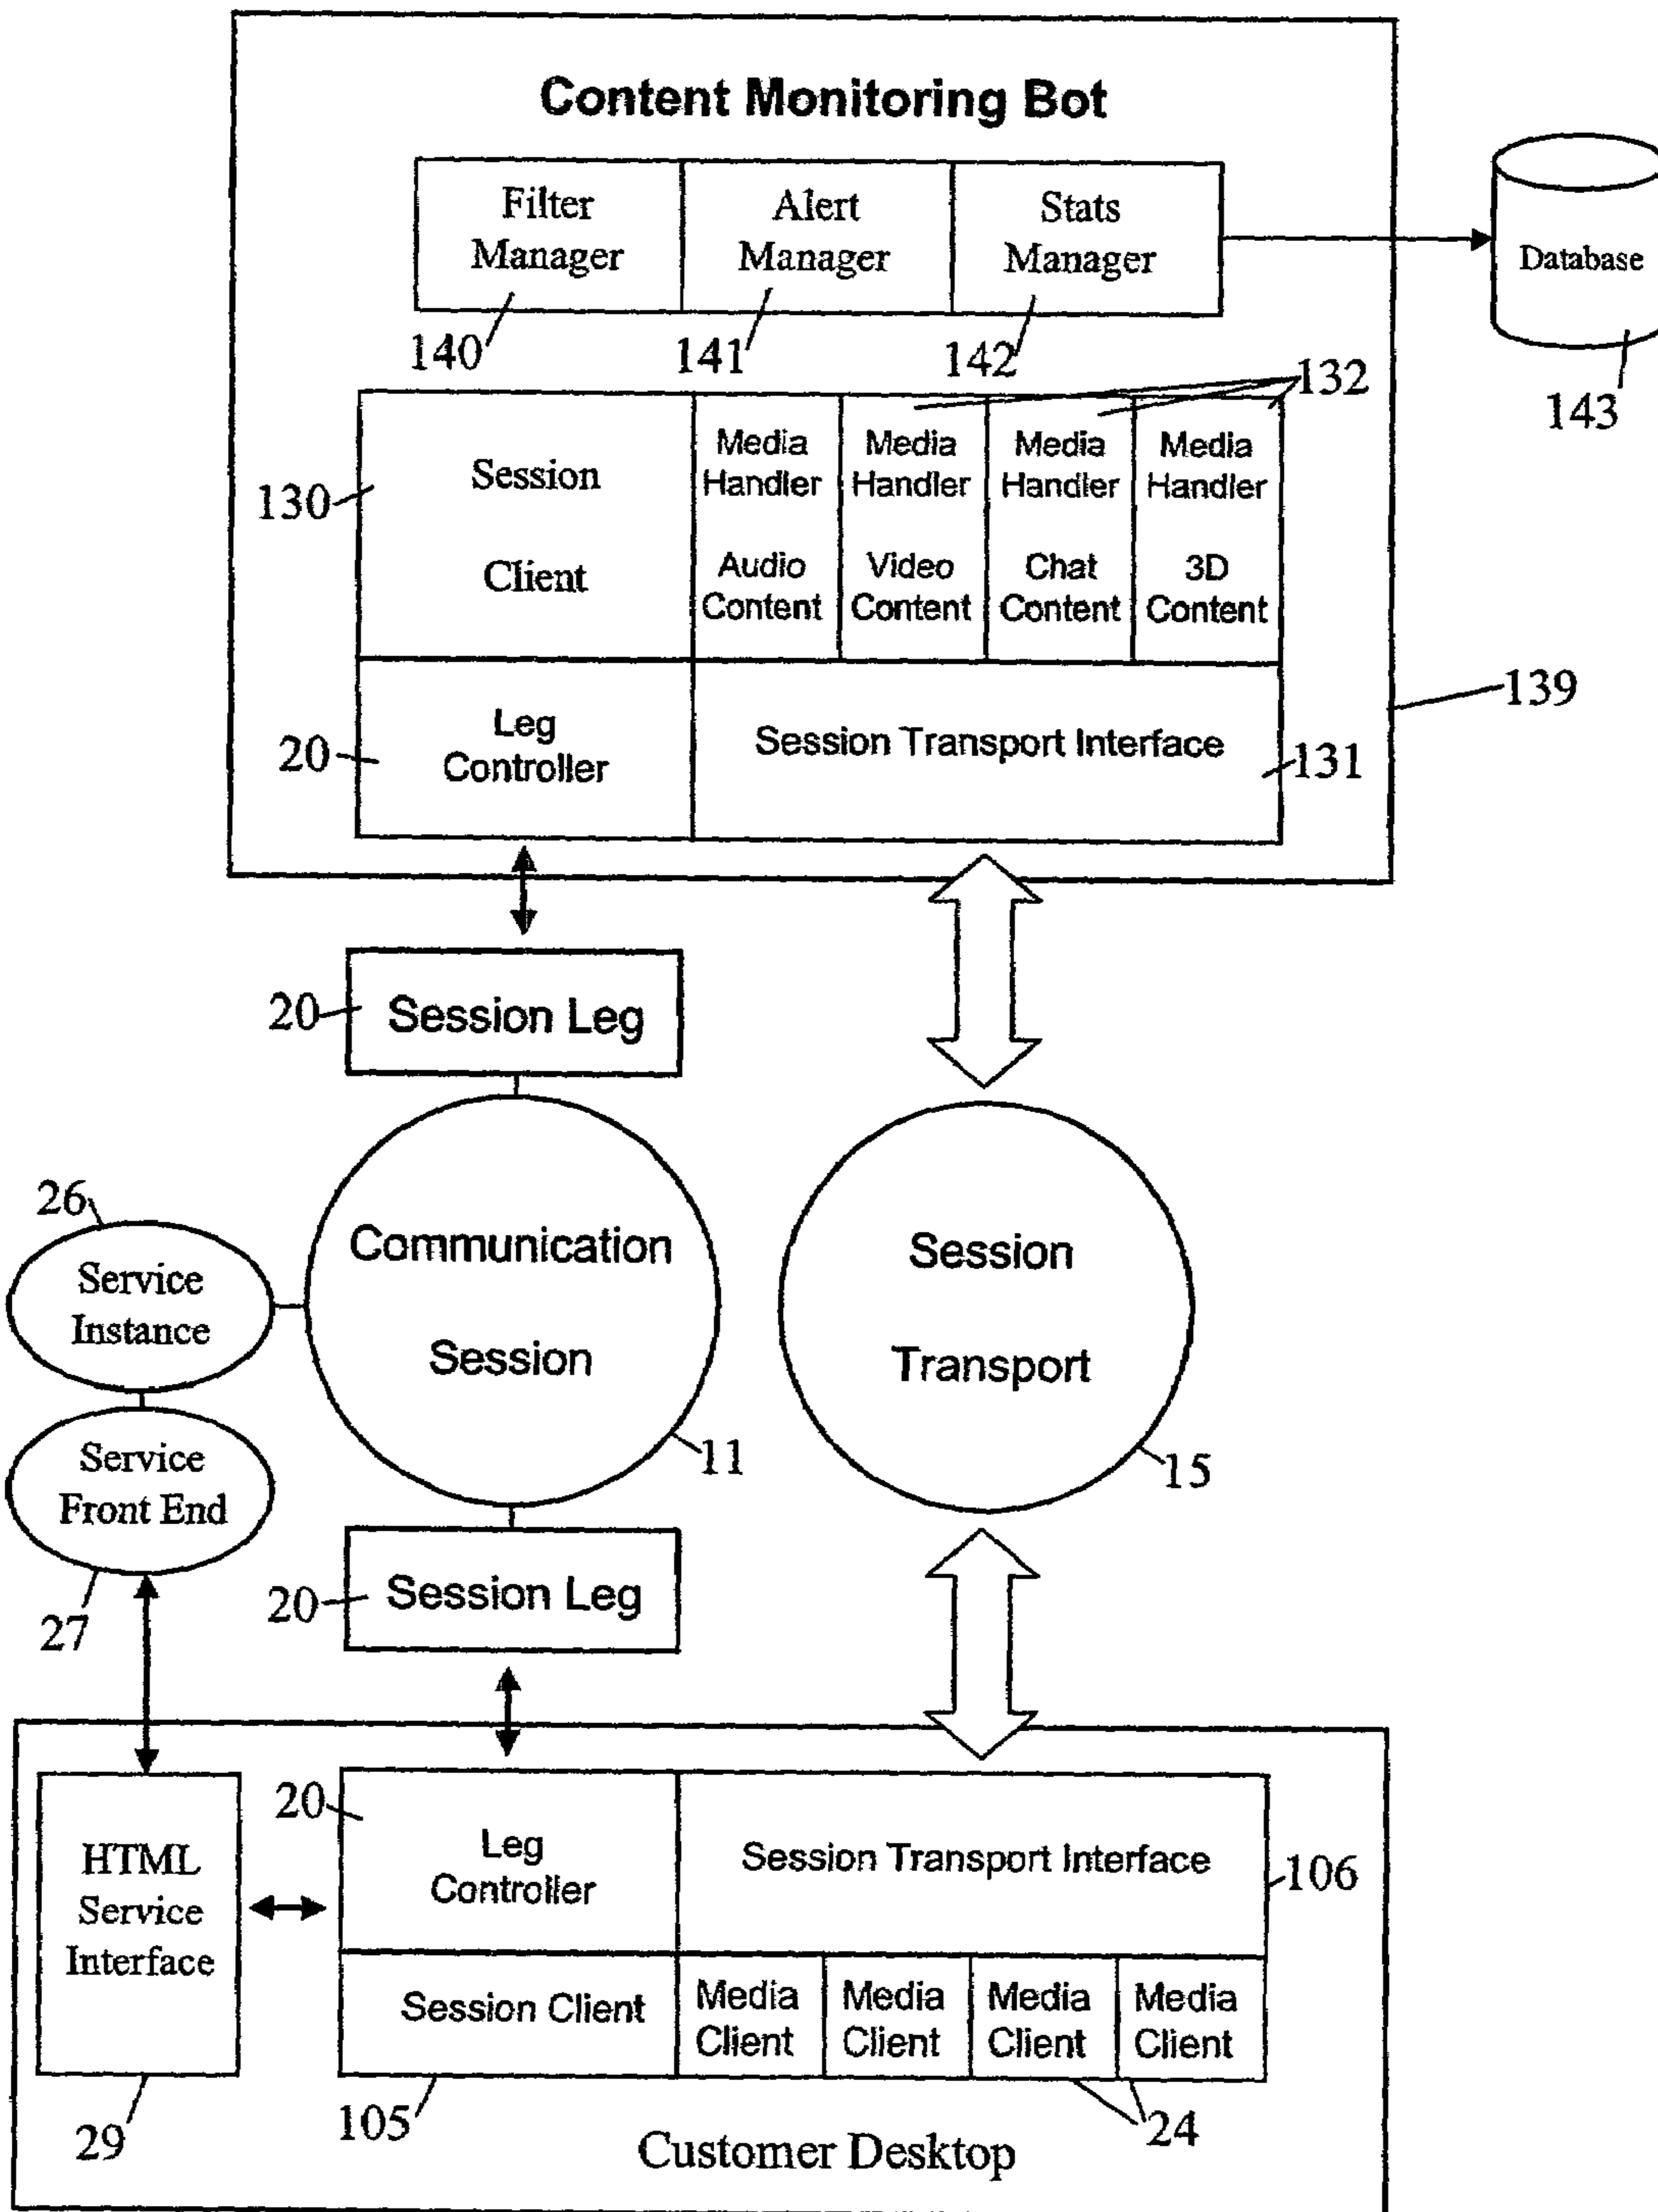 Content Monitoring Bot
Filter
Manager
Alert
Manager
Stats
Manager
Database
140
141
142
143
132
130
Session
Client
Media
Handler
Audio
Content
Media
Handler
Video
Content
Media
Handler
Chat
Content
Media
Handler
3D
Content
139
20
Leg
Controller
Session Transport Interface
131
20
Session Leg
26
Service
Instance
Communication
Session
11
Session
Transport
15
Service
Front End
27
20
Session Leg
HTML
Service
Interface
29
20
Leg
Controller
Session Transport Interface
106
Session Client
Media
Client
Media
Client
Media
Client
Media
Client
105
24
Customer Desktop